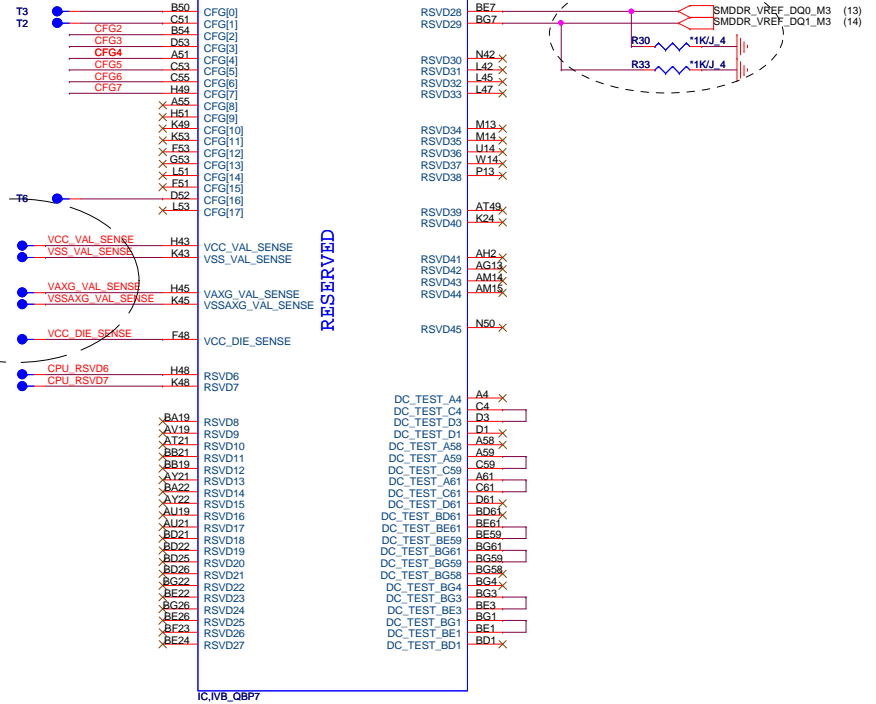 T3 B50 CFG[0] RSVD28 BE7 SMDDR_VREF_DQ0_M3 (13)
T2 C51 CFG[1] RSVD29 BG7 SMDDR_VREF_DQ1_M3 (14)
CFG2 B54 CFG[2]
CFG3 D53 CFG[3] R30 *1K/J_4
CFG4 A51 CFG[4] RSVD30 N42
CFG5 C53 CFG[5] RSVD31 L42 R33 *1K/J_4
CFG6 C55 CFG[6] RSVD32 L45
CFG7 H49 CFG[7] RSVD33 L47
A55 CFG[8]
H51 CFG[9]
K49 CFG[10] RSVD34 M13
K53 CFG[11] RSVD35 M14
F53 CFG[12] RSVD36 U14
G53 CFG[13] RSVD37 W14
L51 CFG[14] RSVD38 P13
F51 CFG[15]
T6 D52 CFG[16]
L53 CFG[17] RSVD39 AT49
RSVD40 K24
VCC_VAL_SENSE H43 VCC_VAL_SENSE
VSS_VAL_SENSE K43 VSS_VAL_SENSE RSVD41 AH2
RSVD42 AG13
RSVD43 AM14
VAXG_VAL_SENSE H45 VAXG_VAL_SENSE RSVD44 AM15
VSSAXG_VAL_SENSE K45 VSSAXG_VAL_SENSE
RESERVED
RSVD45 N50
VCC_DIE_SENSE F48 VCC_DIE_SENSE
CPU_RSVD6 H48 RSVD6
CPU_RSVD7 K48 RSVD7
DC_TEST_A4 A4
DC_TEST_C4 C4
BA19 RSVD8 DC_TEST_D3 D3
AV19 RSVD9 DC_TEST_D1 D1
AT21 RSVD10 DC_TEST_A58 A58
BB21 RSVD11 DC_TEST_A59 A59
BB19 RSVD12 DC_TEST_C59 C59
AY21 RSVD13 DC_TEST_A61 A61
BA22 RSVD14 DC_TEST_C61 C61
AY22 RSVD15 DC_TEST_D61 D61
AU19 RSVD16 DC_TEST_BD61 BD61
AU21 RSVD17 DC_TEST_BE61 BE61
BD21 RSVD18 DC_TEST_BE59 BE59
BD22 RSVD19 DC_TEST_BG61 BG61
BD25 RSVD20 DC_TEST_BG59 BG59
BD26 RSVD21 DC_TEST_BG58 BG58
BG22 RSVD22 DC_TEST_BG4 BG4
BE22 RSVD23 DC_TEST_BG3 BG3
BG26 RSVD24 DC_TEST_BE3 BE3
BE26 RSVD25 DC_TEST_BG1 BG1
BF23 RSVD26 DC_TEST_BE1 BE1
BE24 RSVD27 DC_TEST_BD1 BD1
IC,IVB_QBP7